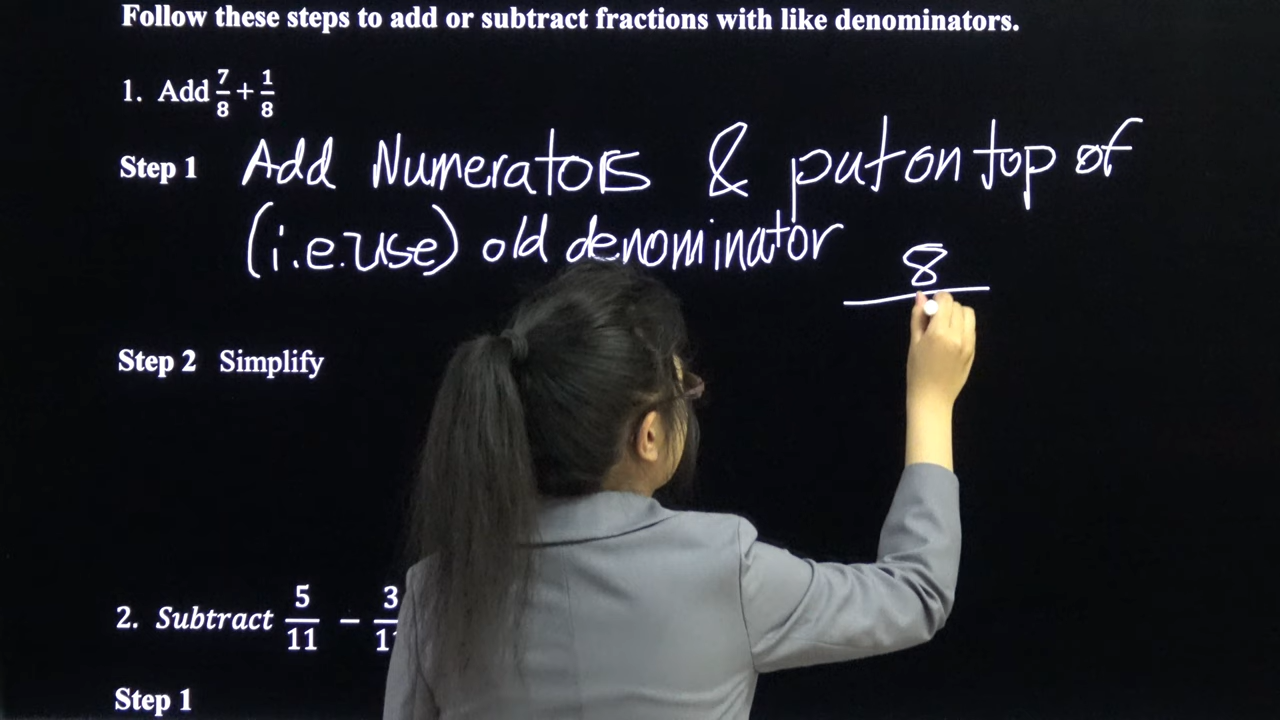 Follow these steps to add or subtract fractions with like denominators.
1. Add 7/8 + 1/8
Step 1 Add Numerators & put on top of
(i.e. use) old denominator
8
Step 2 Simplify
2. Subtract 5/11 − 3/1
Step 1